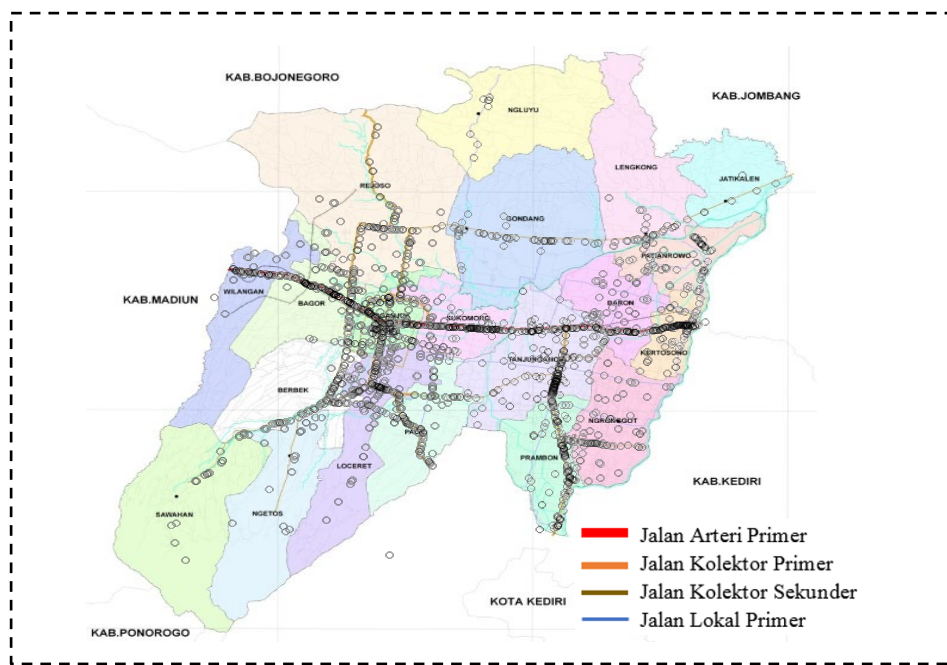 KAB.BOJONEGORO
KAB.JOMBANG
NGLUYU
LENGKONG
JATIKALEN
REJOSO
GONDANG
PATIANROWO
KAB.MADIUN
WILANGAN
BAGOR
BARON
SUKOMORO
KERTOSONO
BERBEK
PACE
NGRONGGOT
LOCERET
PRAMBON
KAB.KEDIRI
SAWAHAN
NGETOS
KOTA KEDIRI
KAB.PONOROGO
Jalan Arteri Primer
Jalan Kolektor Primer
Jalan Kolektor Sekunder
Jalan Lokal Primer